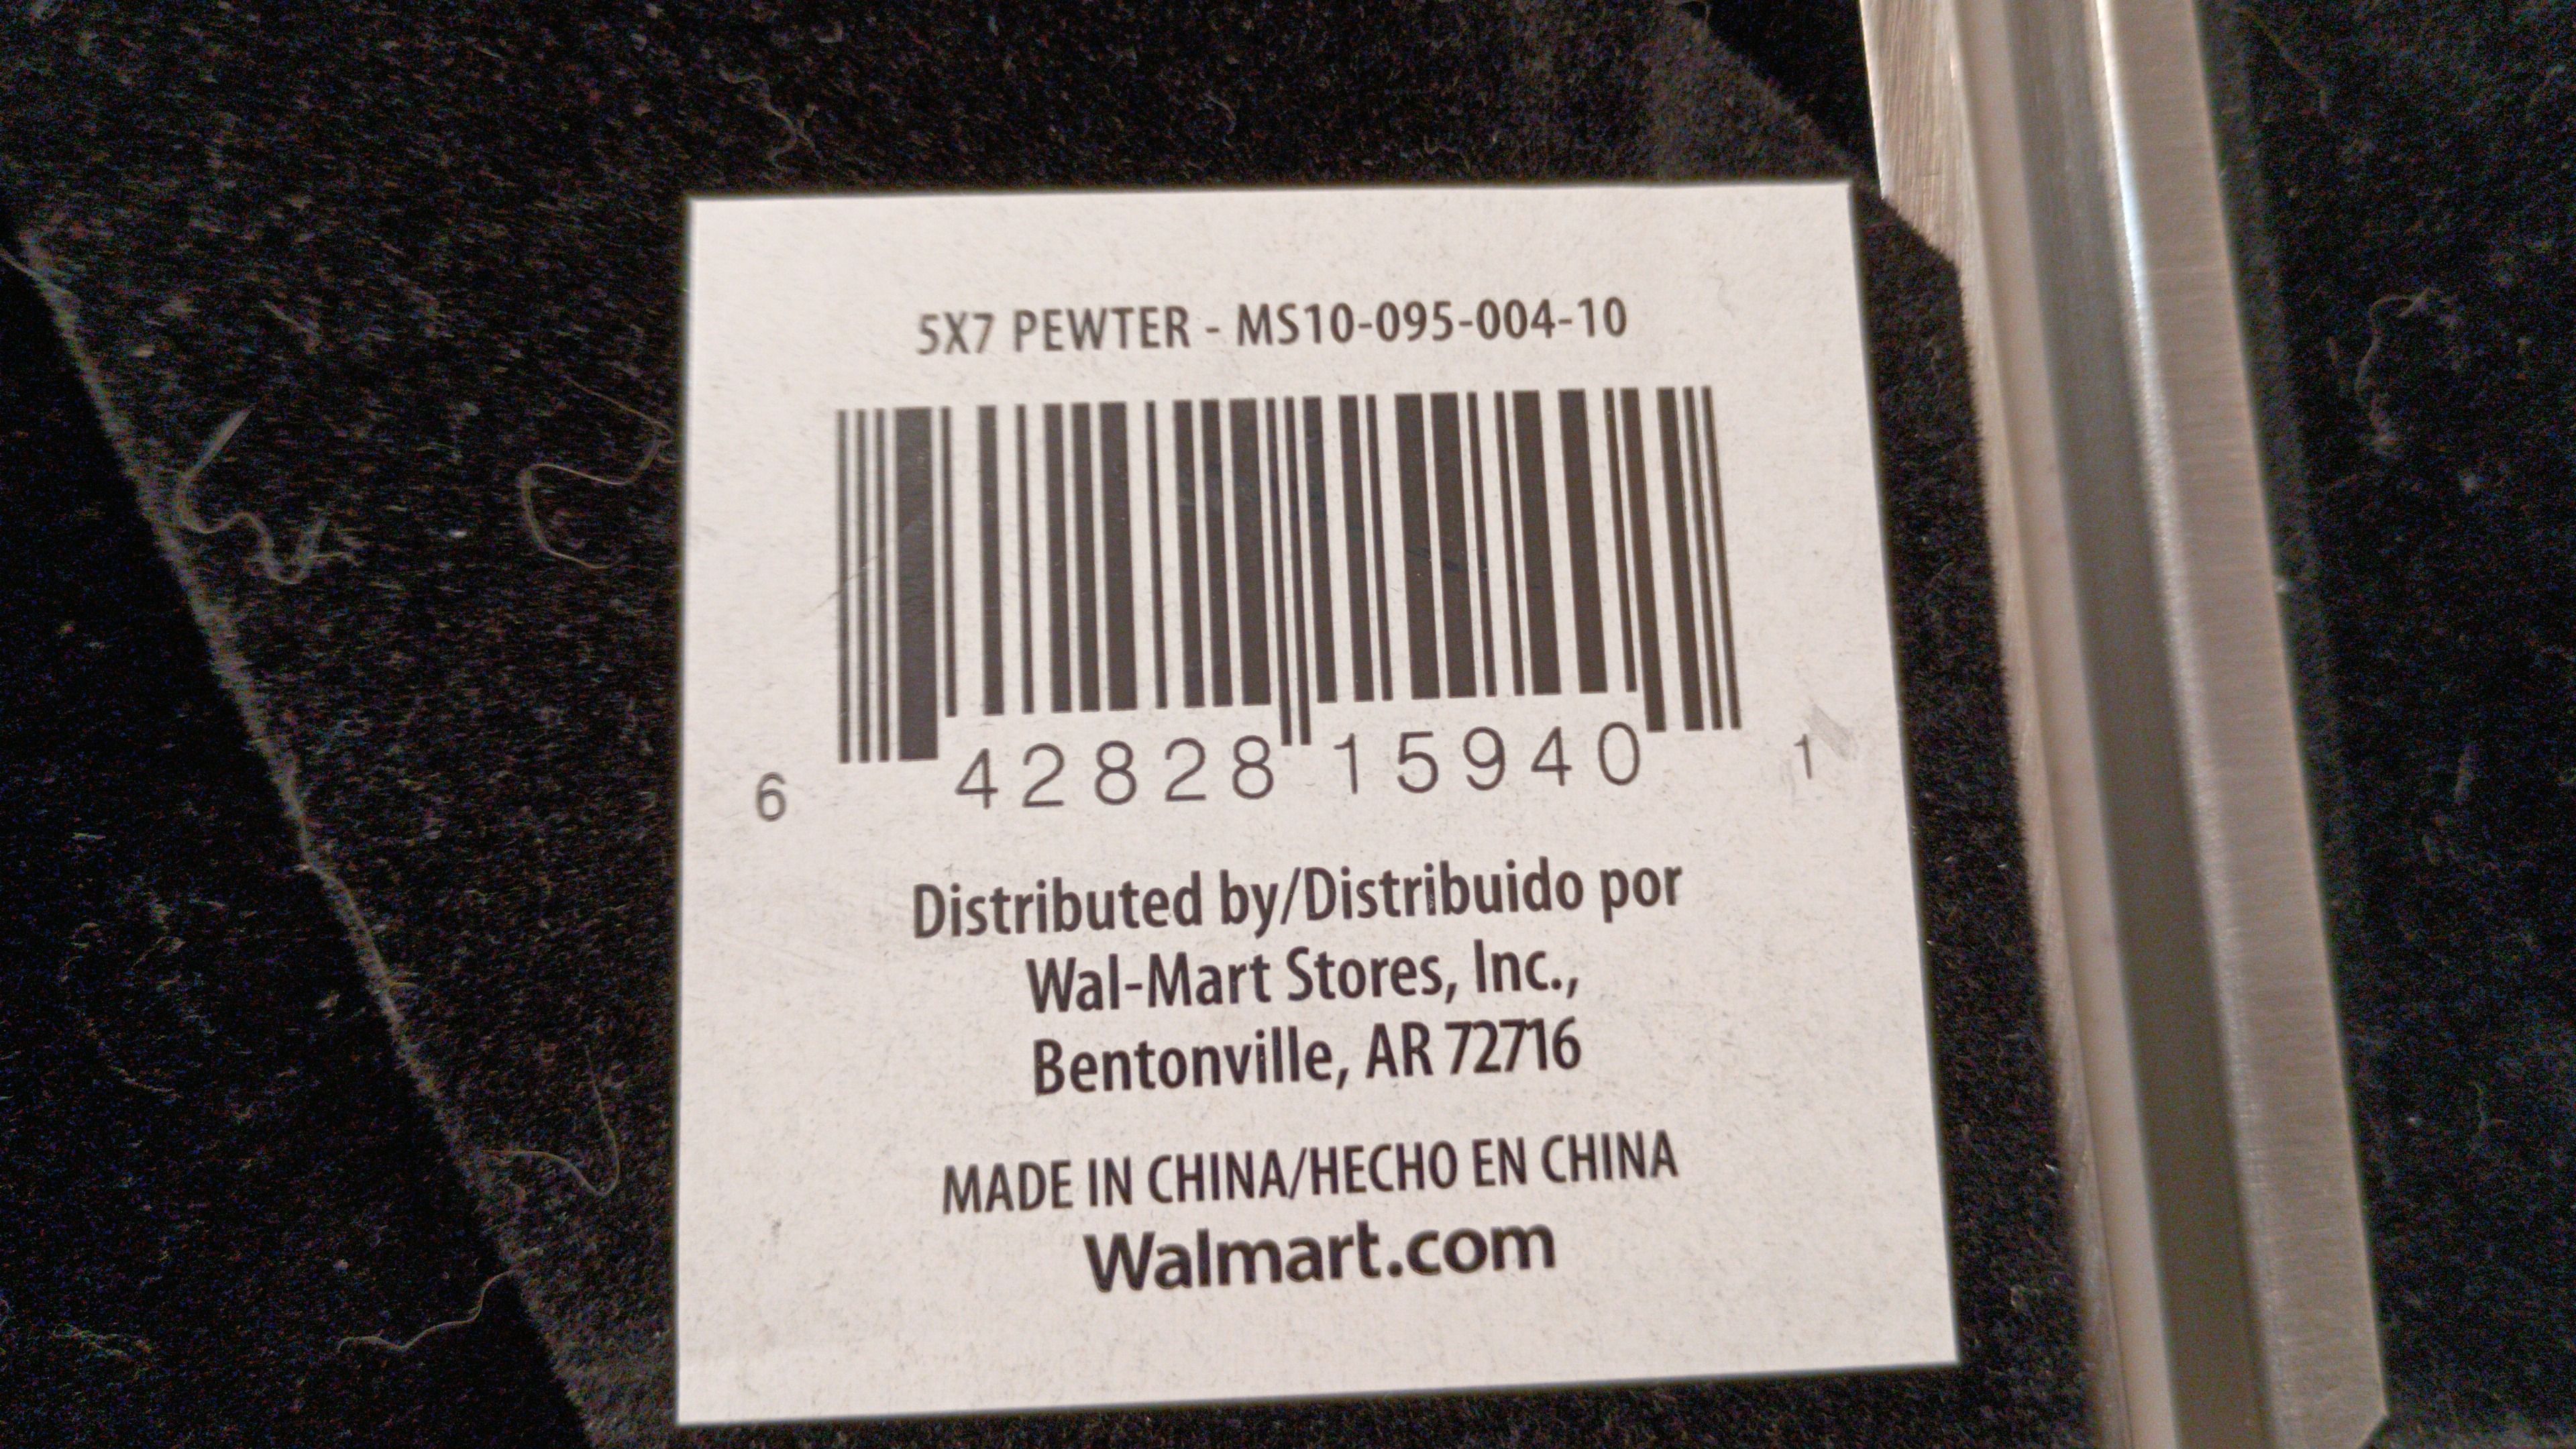 5X7 PEWTER - MS10-095-004-10
6 42828 15940 1
Distributed by/Distribuido por
Wal-Mart Stores, Inc.,
Bentonville, AR 72716
MADE IN CHINA/HECHO EN CHINA
Walmart.com